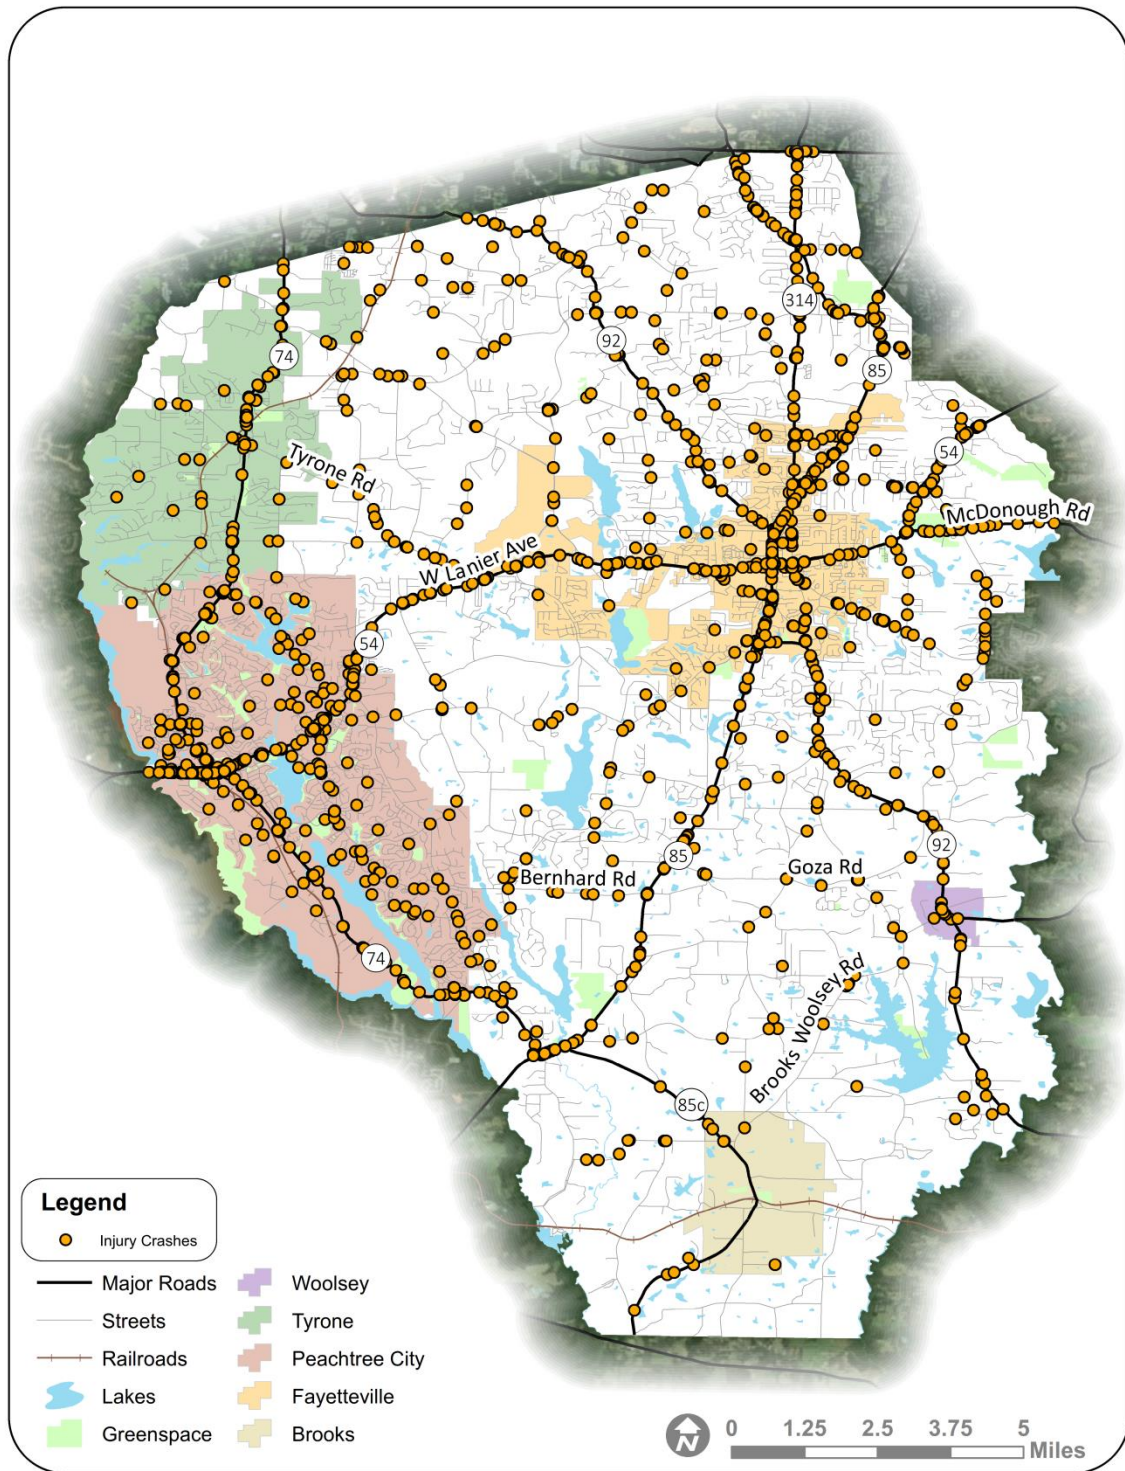 314
92
74
85
54
Tyrone Rd
McDonough Rd
W Lanier Ave
54
85
92
Goza Rd
Bernhard Rd
74
Brooks Woolsey Rd
85c
Legend
Injury Crashes
Major Roads
Streets
Railroads
Lakes
Greenspace
Woolsey
Tyrone
Peachtree City
Fayetteville
Brooks
N
0 1.25 2.5 3.75 5
Miles